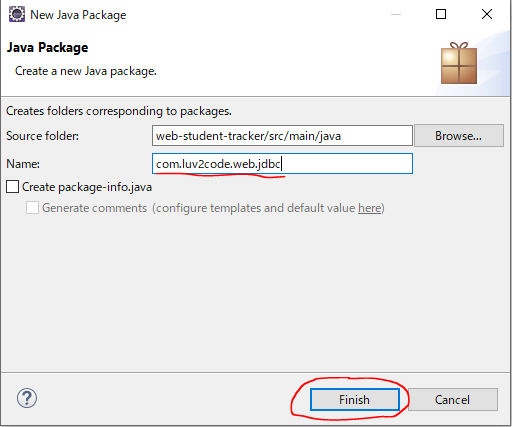 New Java Package
Java Package
Create a new Java package.
Creates folders corresponding to packages.
Source folder: web-student-tracker/src/main/java Browse...
Name: com.luv2code.web.jdbc
Create package-info.java
Generate comments (configure templates and default value here)
? Finish Cancel